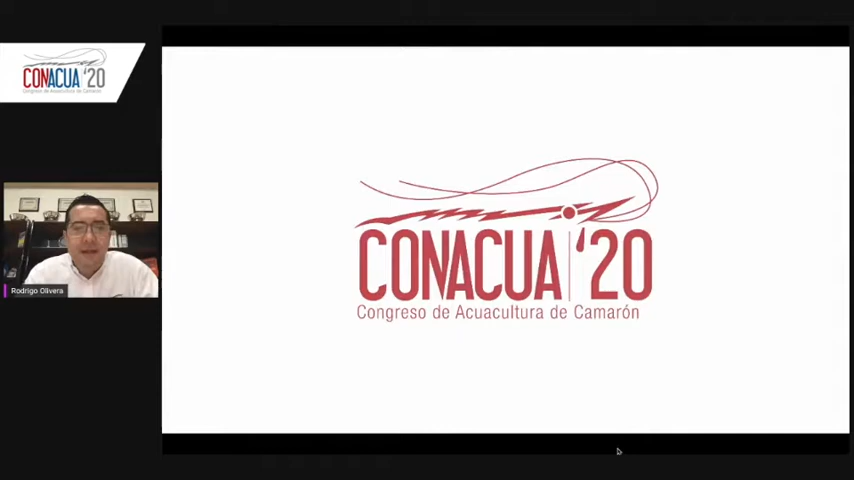 CONACUA '20
Congreso de Acuacultura de Camarón
Rodrigo Olivera
CONACUA '20
Congreso de Acuacultura de Camarón